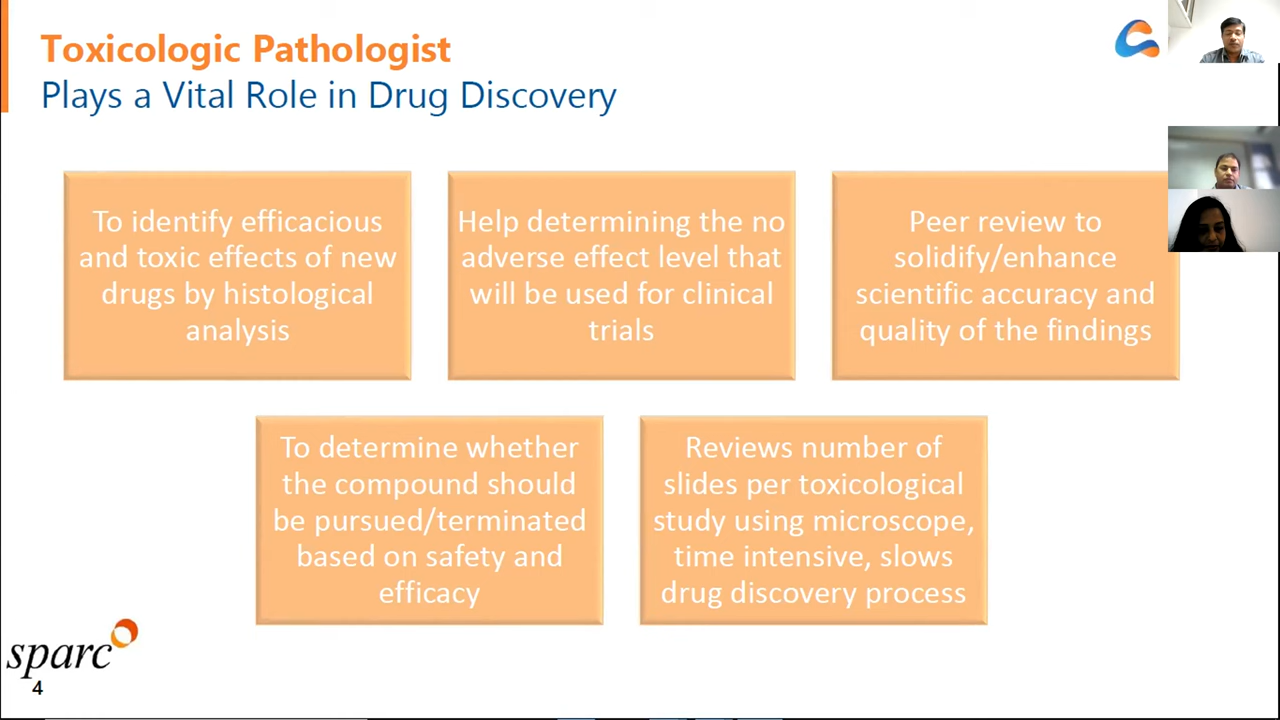 Toxicologic Pathologist
Plays a Vital Role in Drug Discovery
To identify efficacious
and toxic effects of new
drugs by histological
analysis
Help determining the no
adverse effect level that
will be used for clinical
trials
Peer review to
solidify/enhance
scientific accuracy and
quality of the findings
To determine whether
the compound should
be pursued/terminated
based on safety and
efficacy
Reviews number of
slides per toxicological
study using microscope,
time intensive, slows
drug discovery process
sparc
4